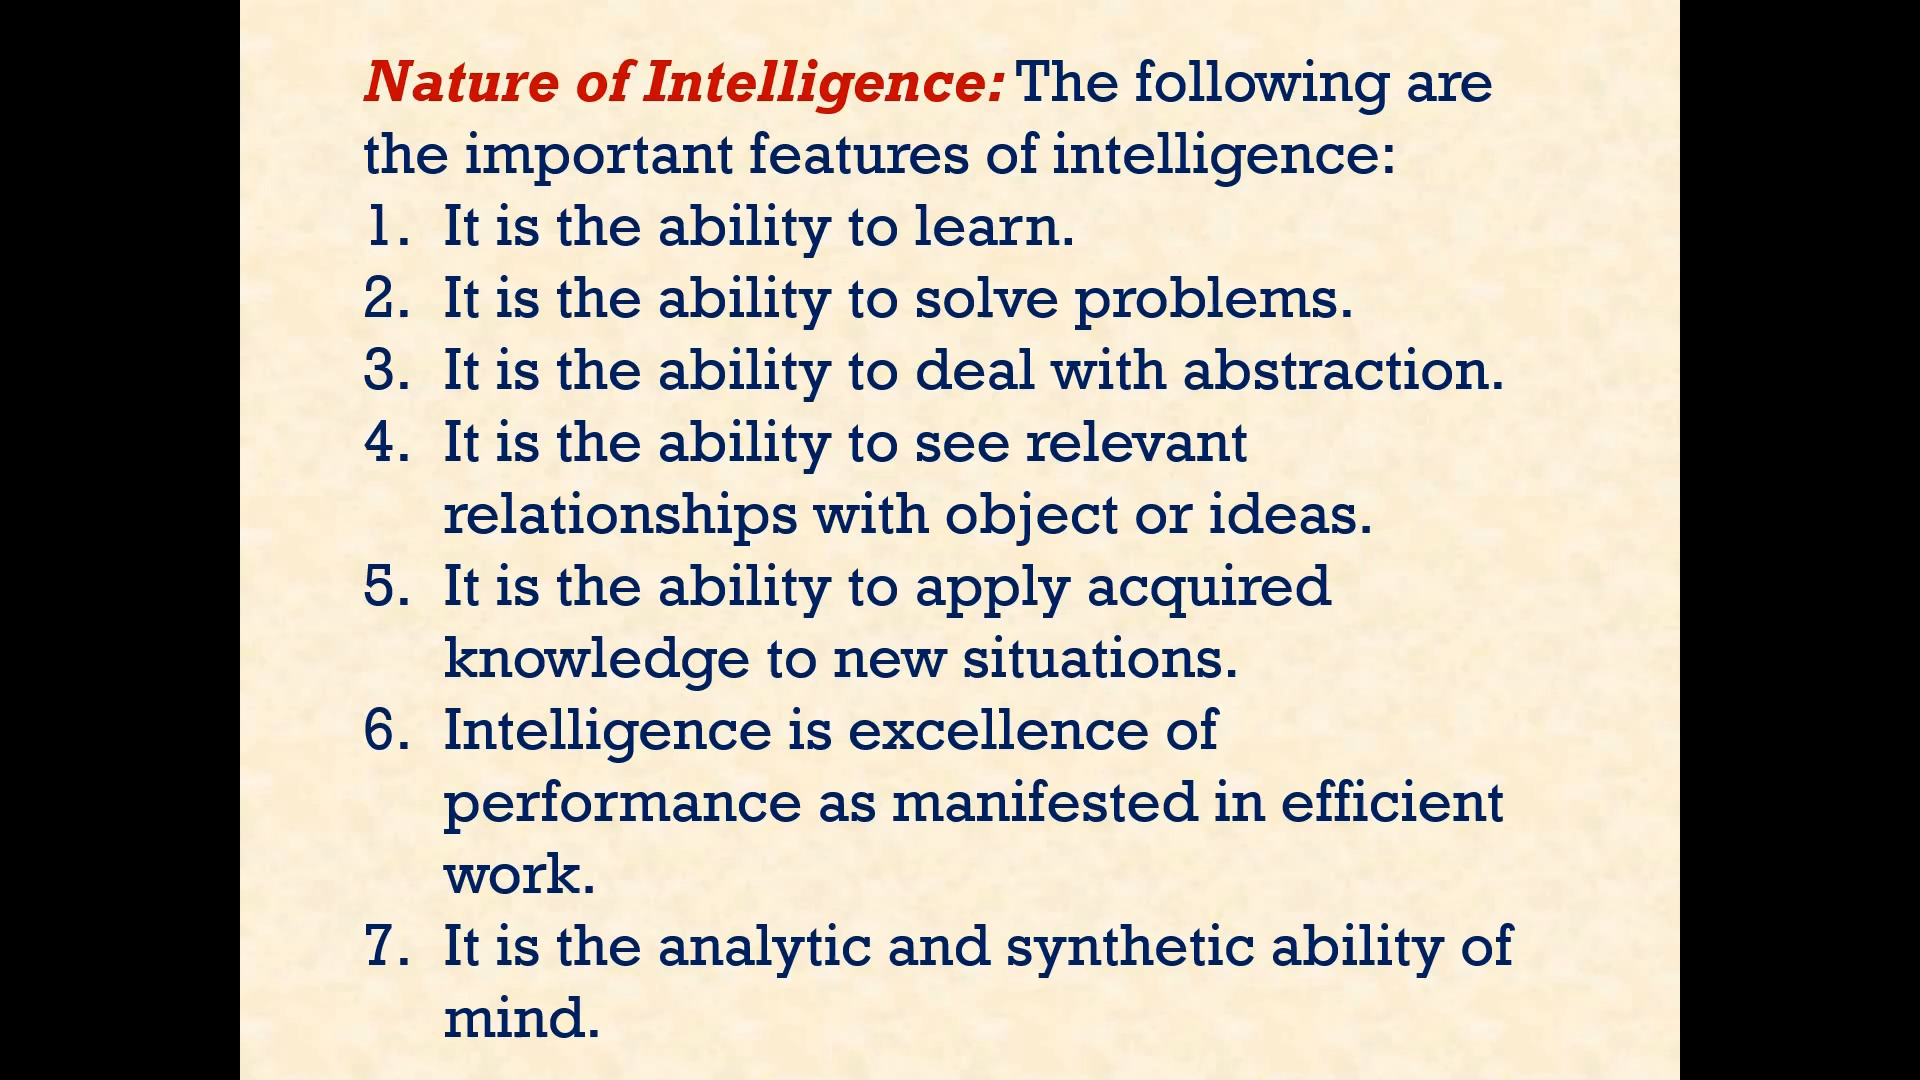 Nature of Intelligence: The following are
the important features of intelligence:
1. It is the ability to learn.
2. It is the ability to solve problems.
3. It is the ability to deal with abstraction.
4. It is the ability to see relevant
relationships with object or ideas.
5. It is the ability to apply acquired
knowledge to new situations.
6. Intelligence is excellence of
performance as manifested in efficient
work.
7. It is the analytic and synthetic ability of
mind.